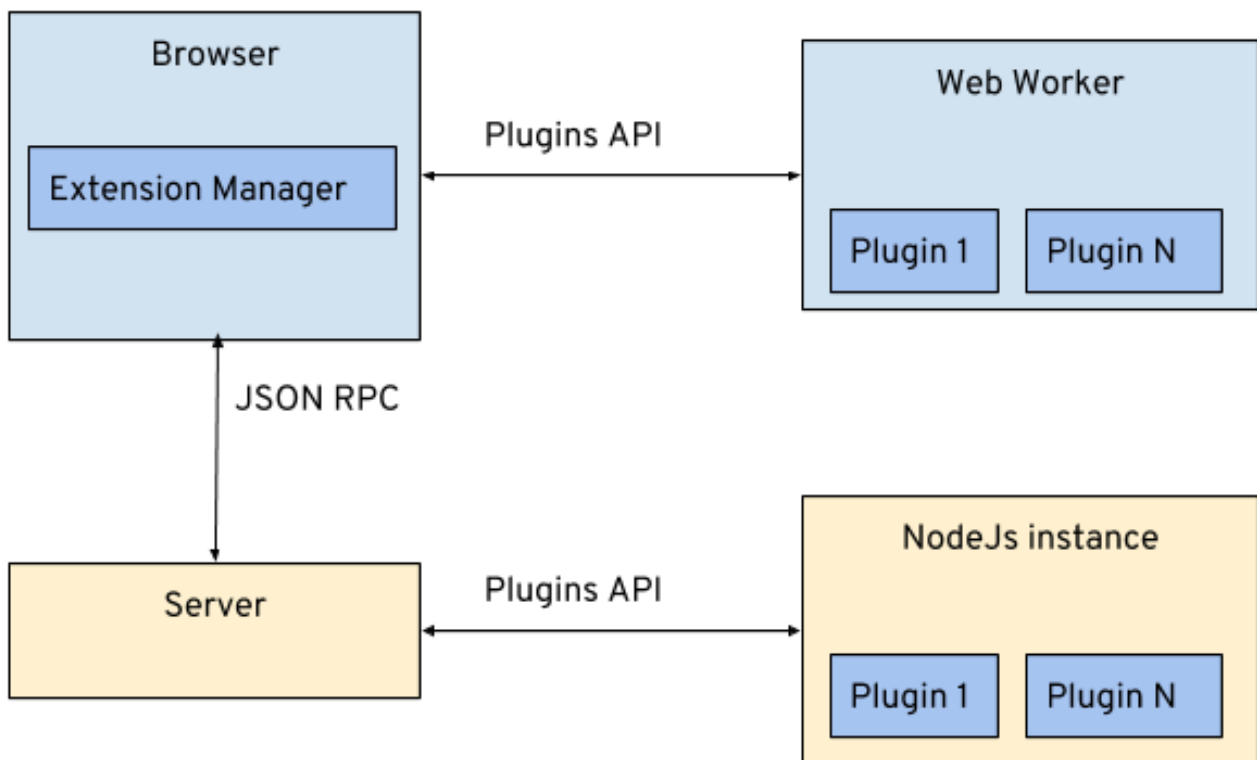 Browser
Extension Manager
Plugins API
Web Worker
Plugin 1
Plugin N
JSON RPC
Server
Plugins API
NodeJs instance
Plugin 1
Plugin N